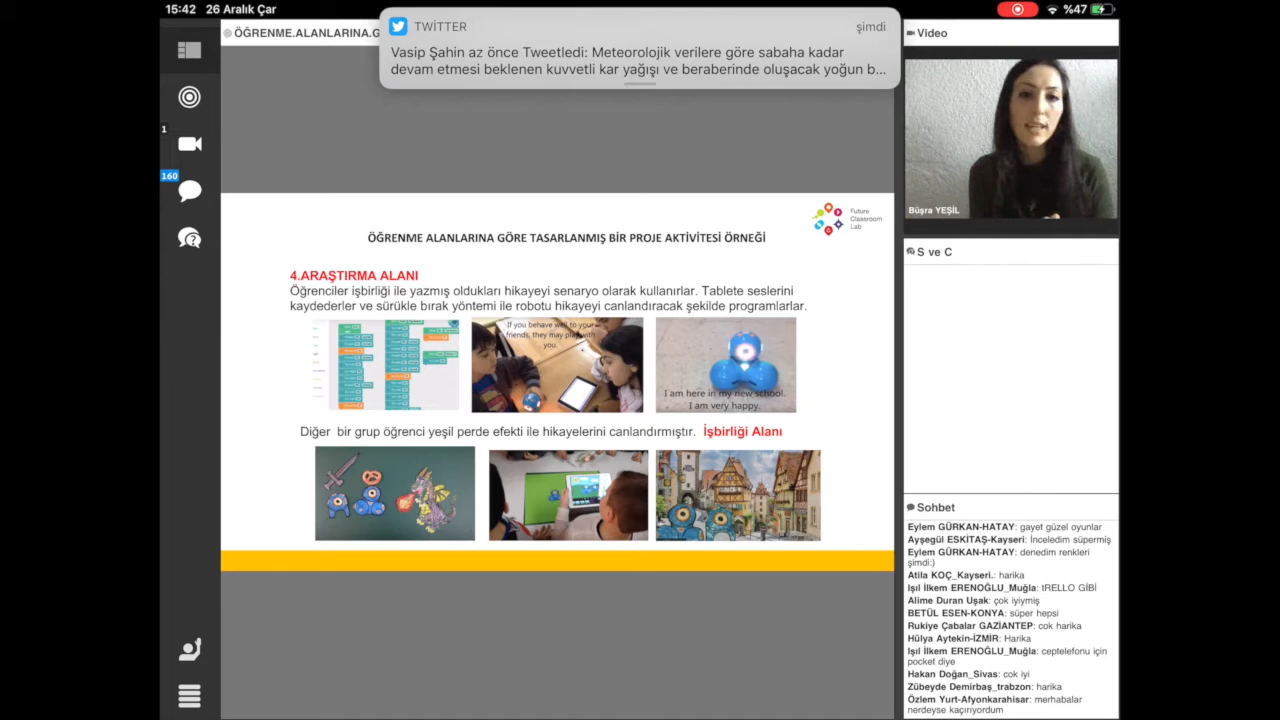 15:42 26 Aralık Çar
%47
ÖĞRENME.ALANLARINA.G
TWİTTER
şimdi
Vasip Şahin az önce Tweetledi: Meteorolojik verilere göre sabaha kadar
devam etmesi beklenen kuvvetli kar yağışı ve beraberinde oluşacak yoğun b...
1
160
Future
Classroom
Lab
ÖĞRENME ALANLARINA GÖRE TASARLANMIŞ BİR PROJE AKTİVİTESİ ÖRNEĞİ
4.ARAŞTIRMA ALANI
Öğrenciler işbirliği ile yazmış oldukları hikayeyi senaryo olarak kullanırlar. Tablete seslerini
kaydederler ve sürükle bırak yöntemi ile robotu hikayeyi canlandıracak şekilde programlarlar.
If you behave well to your
friends, they may play with
you.
I am here in my new school.
I am very happy.
Diğer bir grup öğrenci yeşil perde efekti ile hikayelerini canlandırmıştır. İşbirliği Alanı
Video
Büşra YEŞİL
S ve C
Sohbet
Eylem GÜRKAN-HATAY: gayet güzel oyunlar
Ayşegül ESKİTAŞ-Kayseri: İnceledim süpermiş
Eylem GÜRKAN-HATAY: denedim renkleri
şimdi:)
Atila KOÇ_Kayseri.: harika
Işıl İlkem ERENOĞLU_Muğla: tRELLO GİBİ
Alime Duran Uşak: çok iyiymiş
BETÜL ESEN-KONYA: süper hepsi
Rukiye Çabalar GAZİANTEP: cok harika
Hülya Aytekin-İZMİR: Harika
Işıl İlkem ERENOĞLU_Muğla: ceptelefonu için
pocket diye
Hakan Doğan_Sivas: cok iyi
Zübeyde Demirbaş_trabzon: harika
Özlem Yurt-Afyonkarahisar: merhabalar
nerdeyse kaçırıyordum